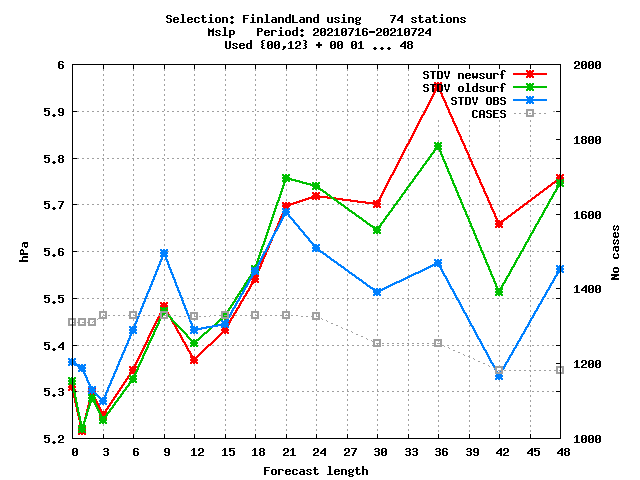 Selection: FinlandLand using 74 stations
Mslp Period: 20210716-20210724
Used {00,12} + 00 01 ... 48
STDV newsurf
STDV oldsurf
STDV OBS
CASES
6
5.9
5.8
5.7
5.6
5.5
5.4
5.3
5.2
hPa
2000
1800
1600
1400
1200
1000
No cases
0 3 6 9 12 15 18 21 24 27 30 33 36 39 42 45 48
Forecast length